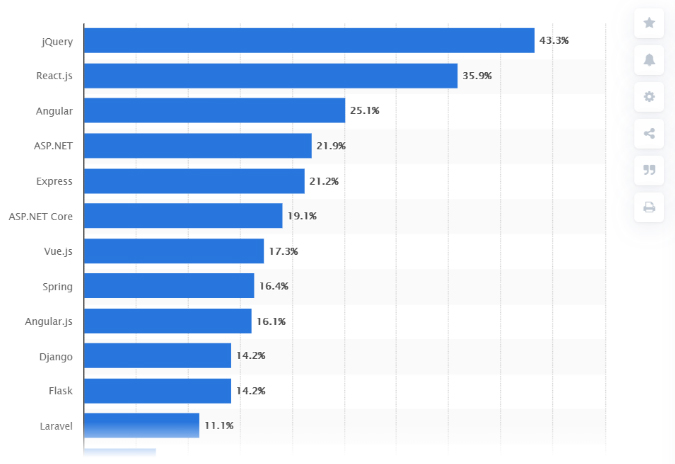 jQuery 43.3%
React.js 35.9%
Angular 25.1%
ASP.NET 21.9%
Express 21.2%
ASP.NET Core 19.1%
Vue.js 17.3%
Spring 16.4%
Angular.js 16.1%
Django 14.2%
Flask 14.2%
Laravel 11.1%